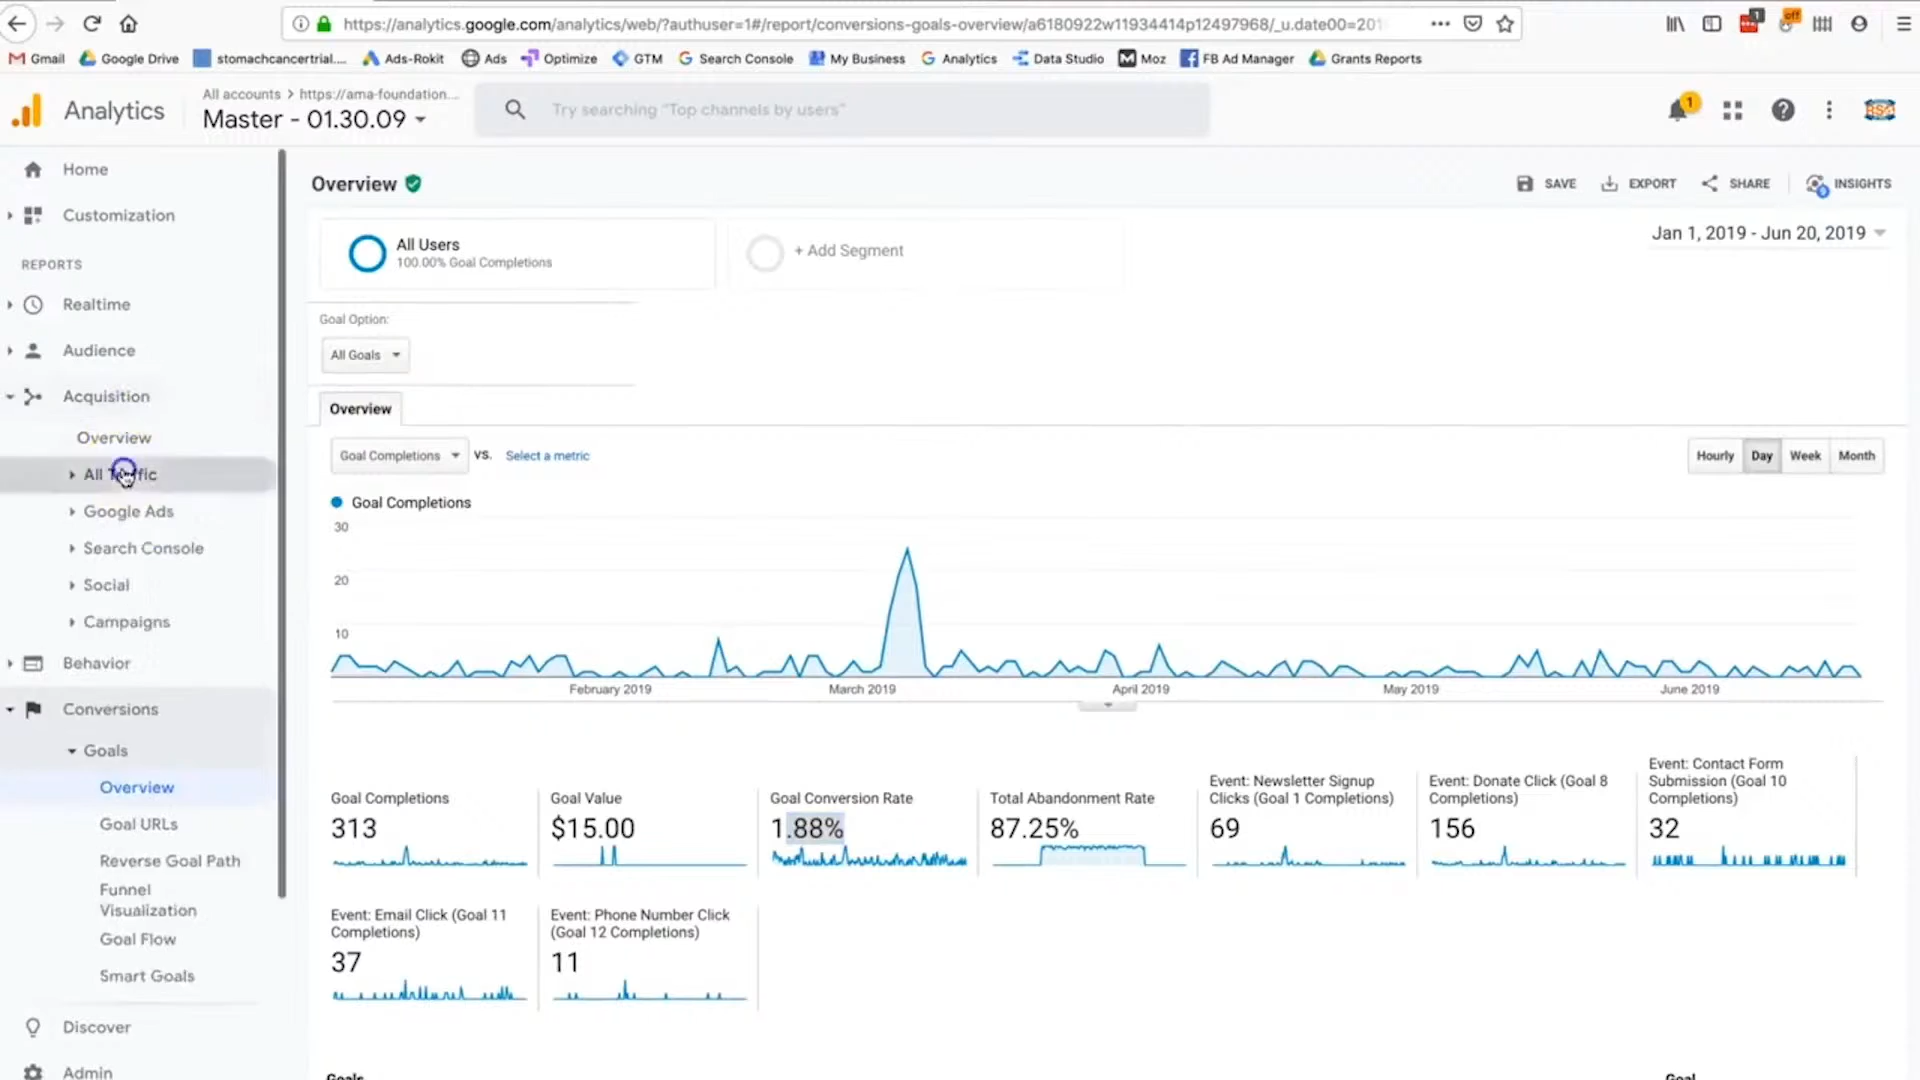 https://analytics.google.com/analytics/web/?authuser=1#/report/conversions-goals-overview/a6180922w11934414p12497968/_u.date00=201
1
off
Gmail
Google Drive
stomachcancertrial....
Ads-Rokit
Ads
Optimize
GTM
Search Console
My Business
Analytics
Data Studio
Moz
FB Ad Manager
Grants Reports
Analytics
All accounts > https://ama-foundation...
Master - 01.30.09
Try searching "Top channels by users"
1
Home
Customization
REPORTS
Realtime
Audience
Acquisition
Overview
All Traffic
Google Ads
Search Console
Social
Campaigns
Behavior
Conversions
Goals
Overview
Goal URLs
Reverse Goal Path
Funnel
Visualization
Goal Flow
Smart Goals
Discover
Admin
Overview
SAVE
EXPORT
SHARE
INSIGHTS
All Users
100.00% Goal Completions
+ Add Segment
Jan 1, 2019 - Jun 20, 2019
Goal Option:
All Goals
Overview
Goal Completions
VS.
Select a metric
Hourly
Day
Week
Month
Goal Completions
30
20
10
February 2019
March 2019
April 2019
May 2019
June 2019
Goal Completions
313
Goal Value
$15.00
Goal Conversion Rate
1.88%
Total Abandonment Rate
87.25%
Event: Newsletter Signup
Clicks (Goal 1 Completions)
69
Event: Donate Click (Goal 8
Completions)
156
Event: Contact Form
Submission (Goal 10
Completions)
32
Event: Email Click (Goal 11
Completions)
37
Event: Phone Number Click
(Goal 12 Completions)
11
Goals
Goal